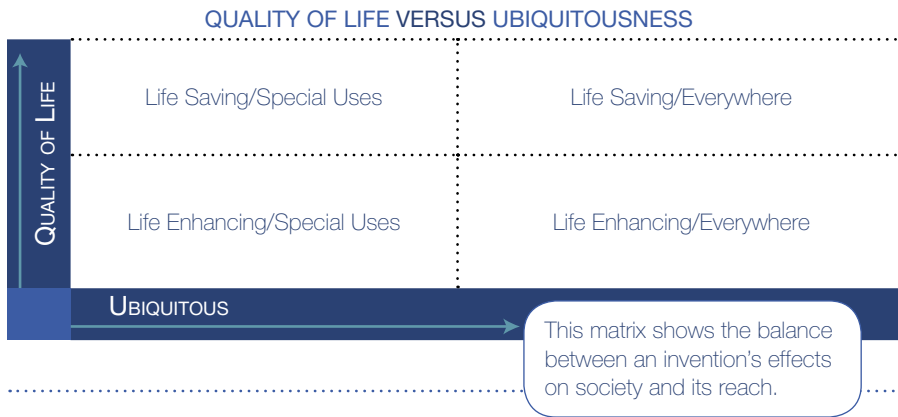 QUALITY OF LIFE VERSUS UBIQUITOUSNESS
QUALITY OF LIFE
Life Saving/Special Uses
Life Saving/Everywhere
Life Enhancing/Special Uses
Life Enhancing/Everywhere
UBIQUITOUS
This matrix shows the balance
between an invention’s effects
on society and its reach.